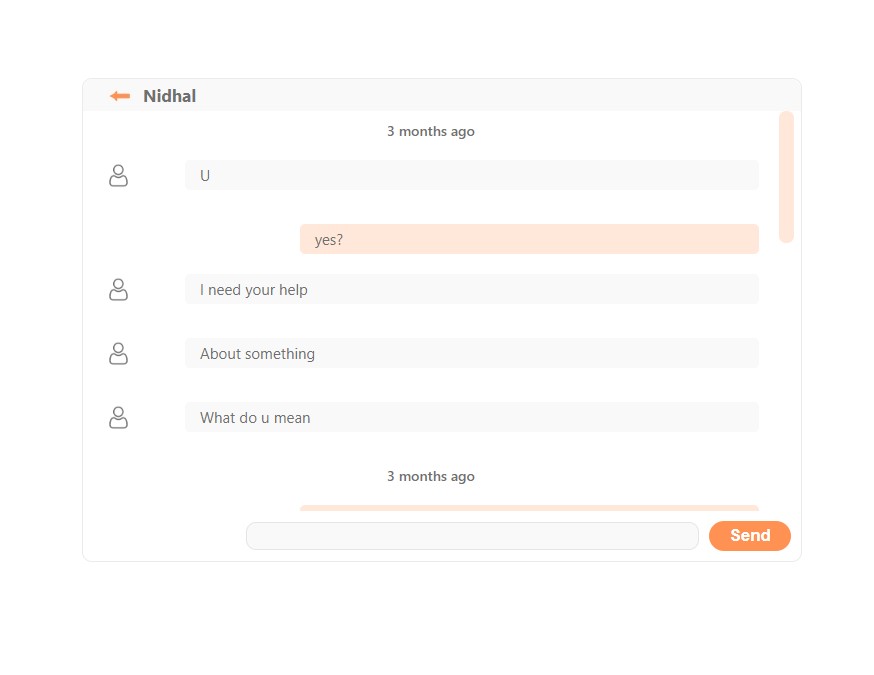 Nidhal
3 months ago
U
yes?
I need your help
About something
What do u mean
3 months ago
Send